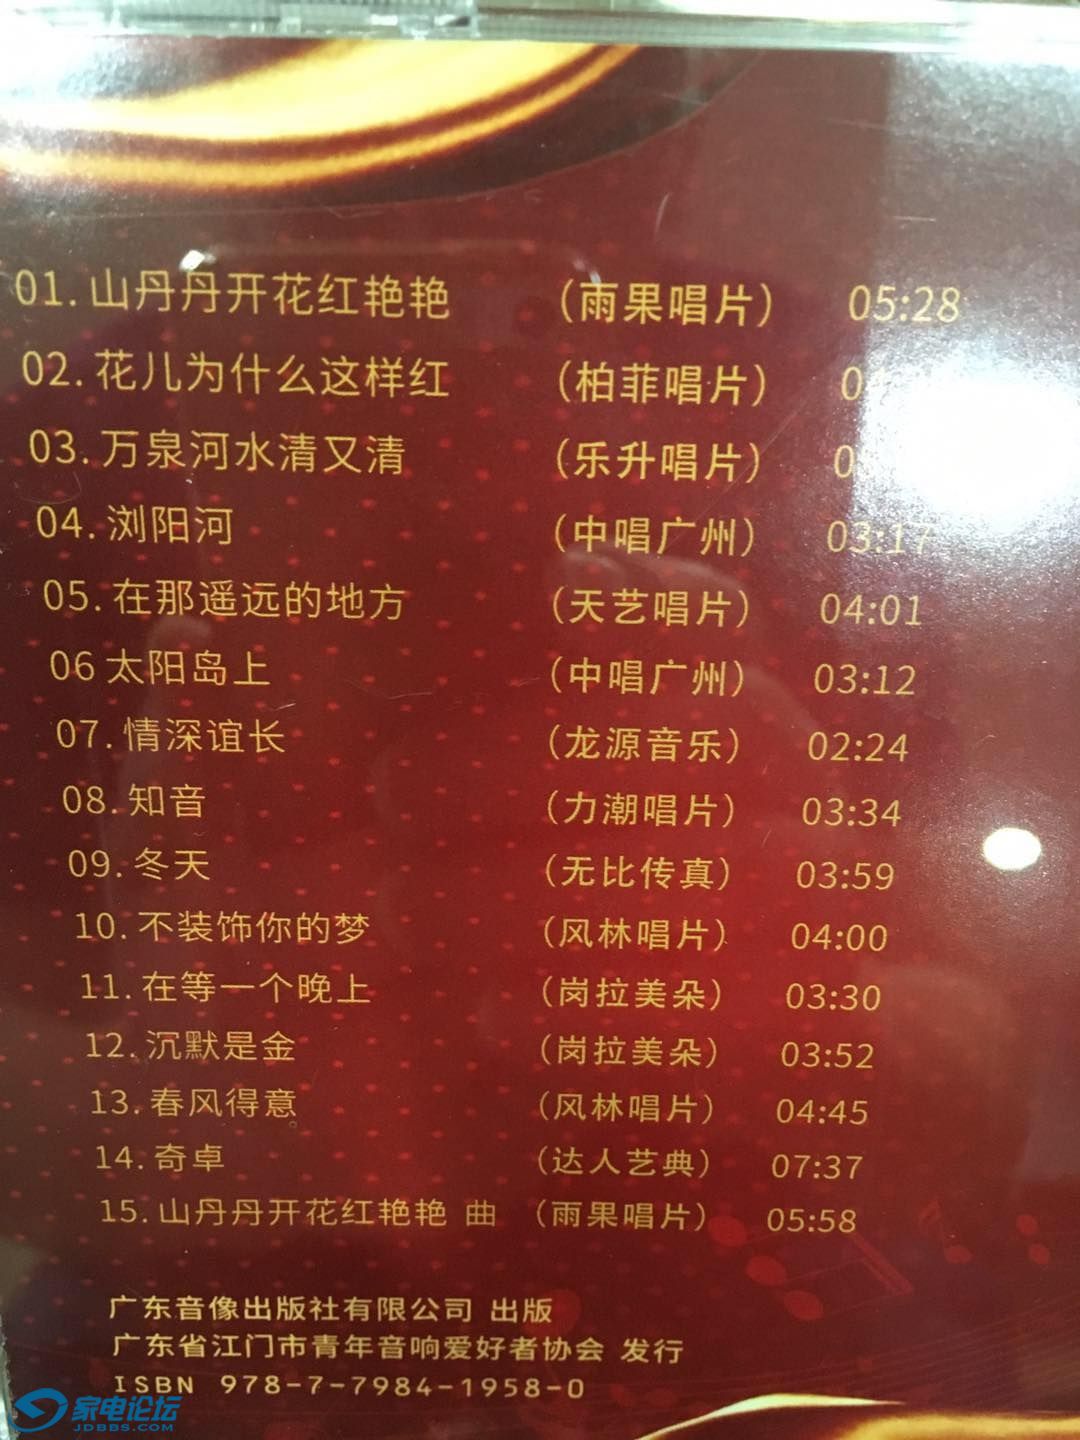 01. 山丹丹开花红艳艳 （雨果唱片） 05:28
02. 花儿为什么这样红 （柏菲唱片）
03. 万泉河水清又清 （乐升唱片）
04. 浏阳河 （中唱广州） 03:17
05. 在那遥远的地方 （天艺唱片） 04:01
06 太阳岛上 （中唱广州） 03:12
07. 情深谊长 （龙源音乐） 02:24
08. 知音 （力潮唱片） 03:34
09. 冬天 （无比传真） 03:59
10. 不装饰你的梦 （风林唱片） 04:00
11. 在等一个晚上 （岗拉美朵） 03:30
12. 沉默是金 （岗拉美朵） 03:52
13. 春风得意 （风林唱片） 04:45
14. 奇卓 （达人艺典） 07:37
15. 山丹丹开花红艳艳 曲 （雨果唱片） 05:58
广东音像出版社有限公司 出版
广东省江门市青年音响爱好者协会 发行
ISBN 978-7-7984-1958-0
家电论坛
JDBBS.COM